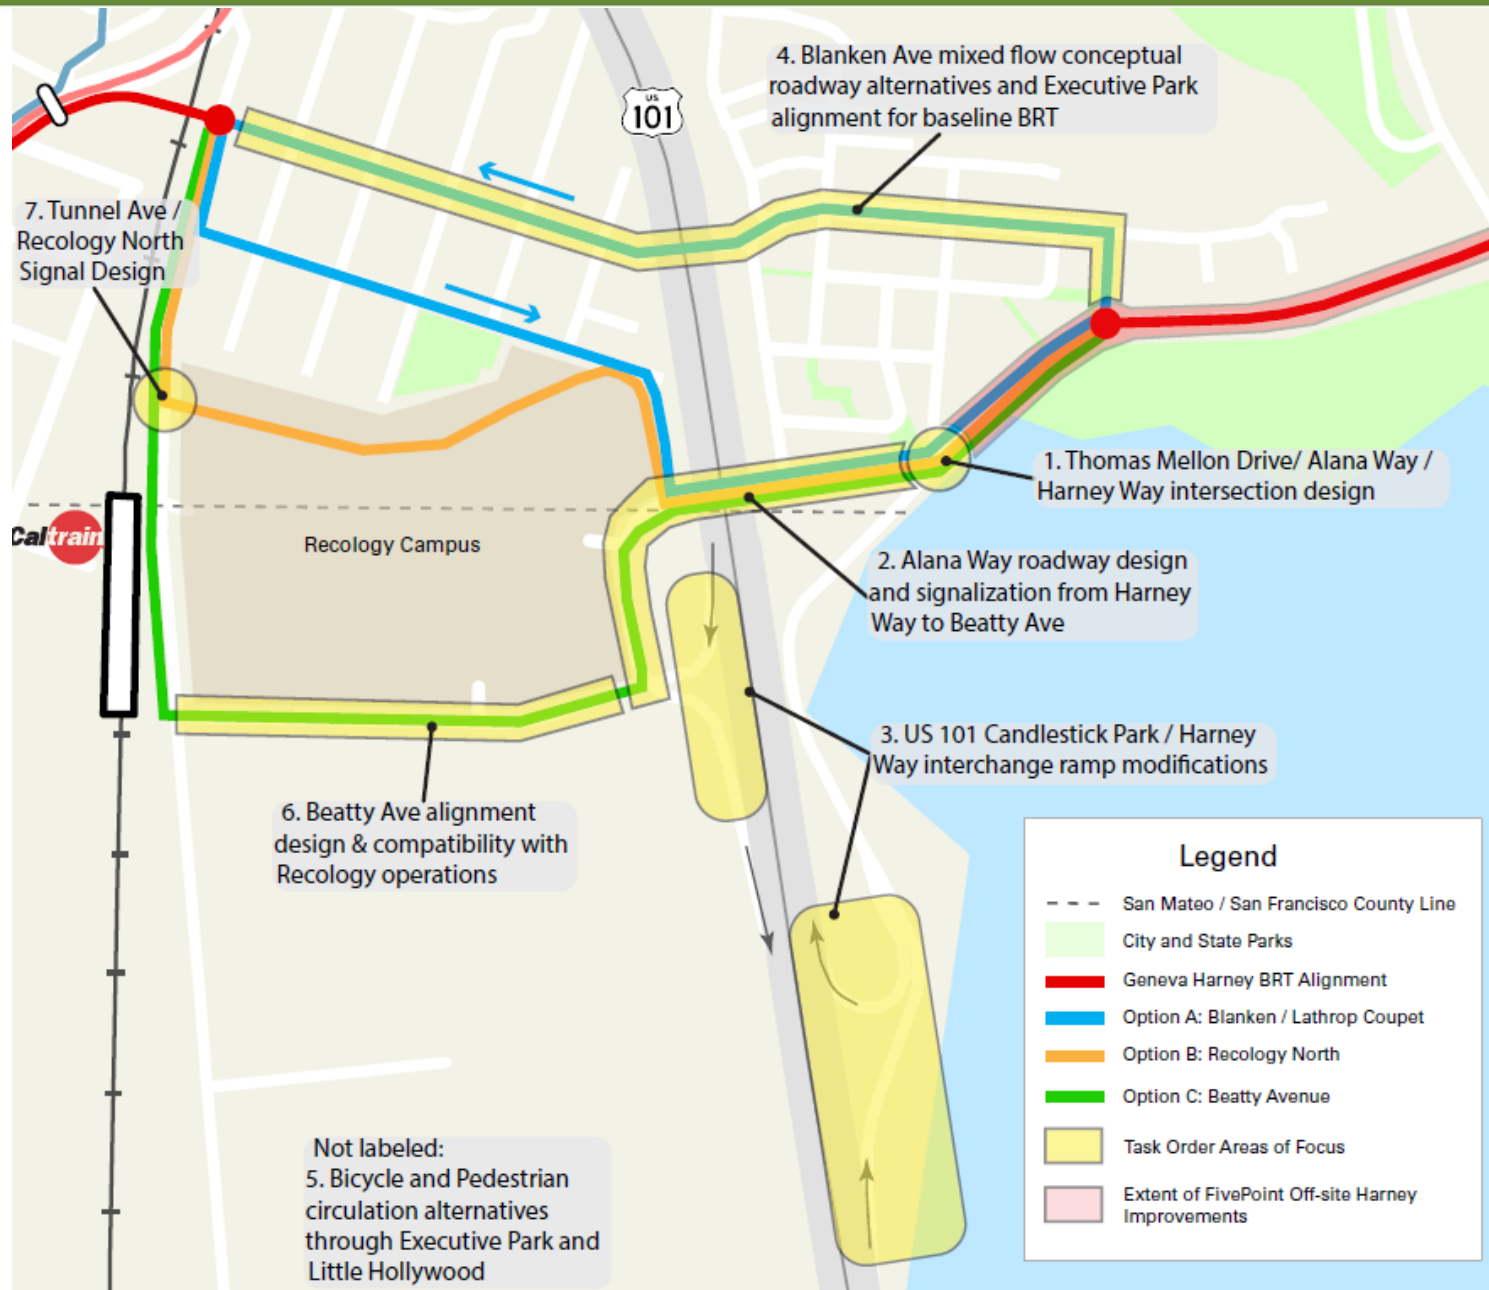 4. Blanken Ave mixed flow conceptual
roadway alternatives and Executive Park
alignment for baseline BRT
US
101
7. Tunnel Ave /
Recology North
Signal Design
1. Thomas Mellon Drive/ Alana Way /
Harney Way intersection design
Caltrain
Recology Campus
2. Alana Way roadway design
and signalization from Harney
Way to Beatty Ave
3. US 101 Candlestick Park / Harney
Way interchange ramp modifications
6. Beatty Ave alignment
design & compatibility with
Recology operations
Legend
San Mateo / San Francisco County Line
City and State Parks
Geneva Harney BRT Alignment
Option A: Blanken / Lathrop Coupet
Option B: Recology North
Option C: Beatty Avenue
Task Order Areas of Focus
Extent of FivePoint Off-site Harney
Improvements
Not labeled:
5. Bicycle and Pedestrian
circulation alternatives
through Executive Park and
Little Hollywood